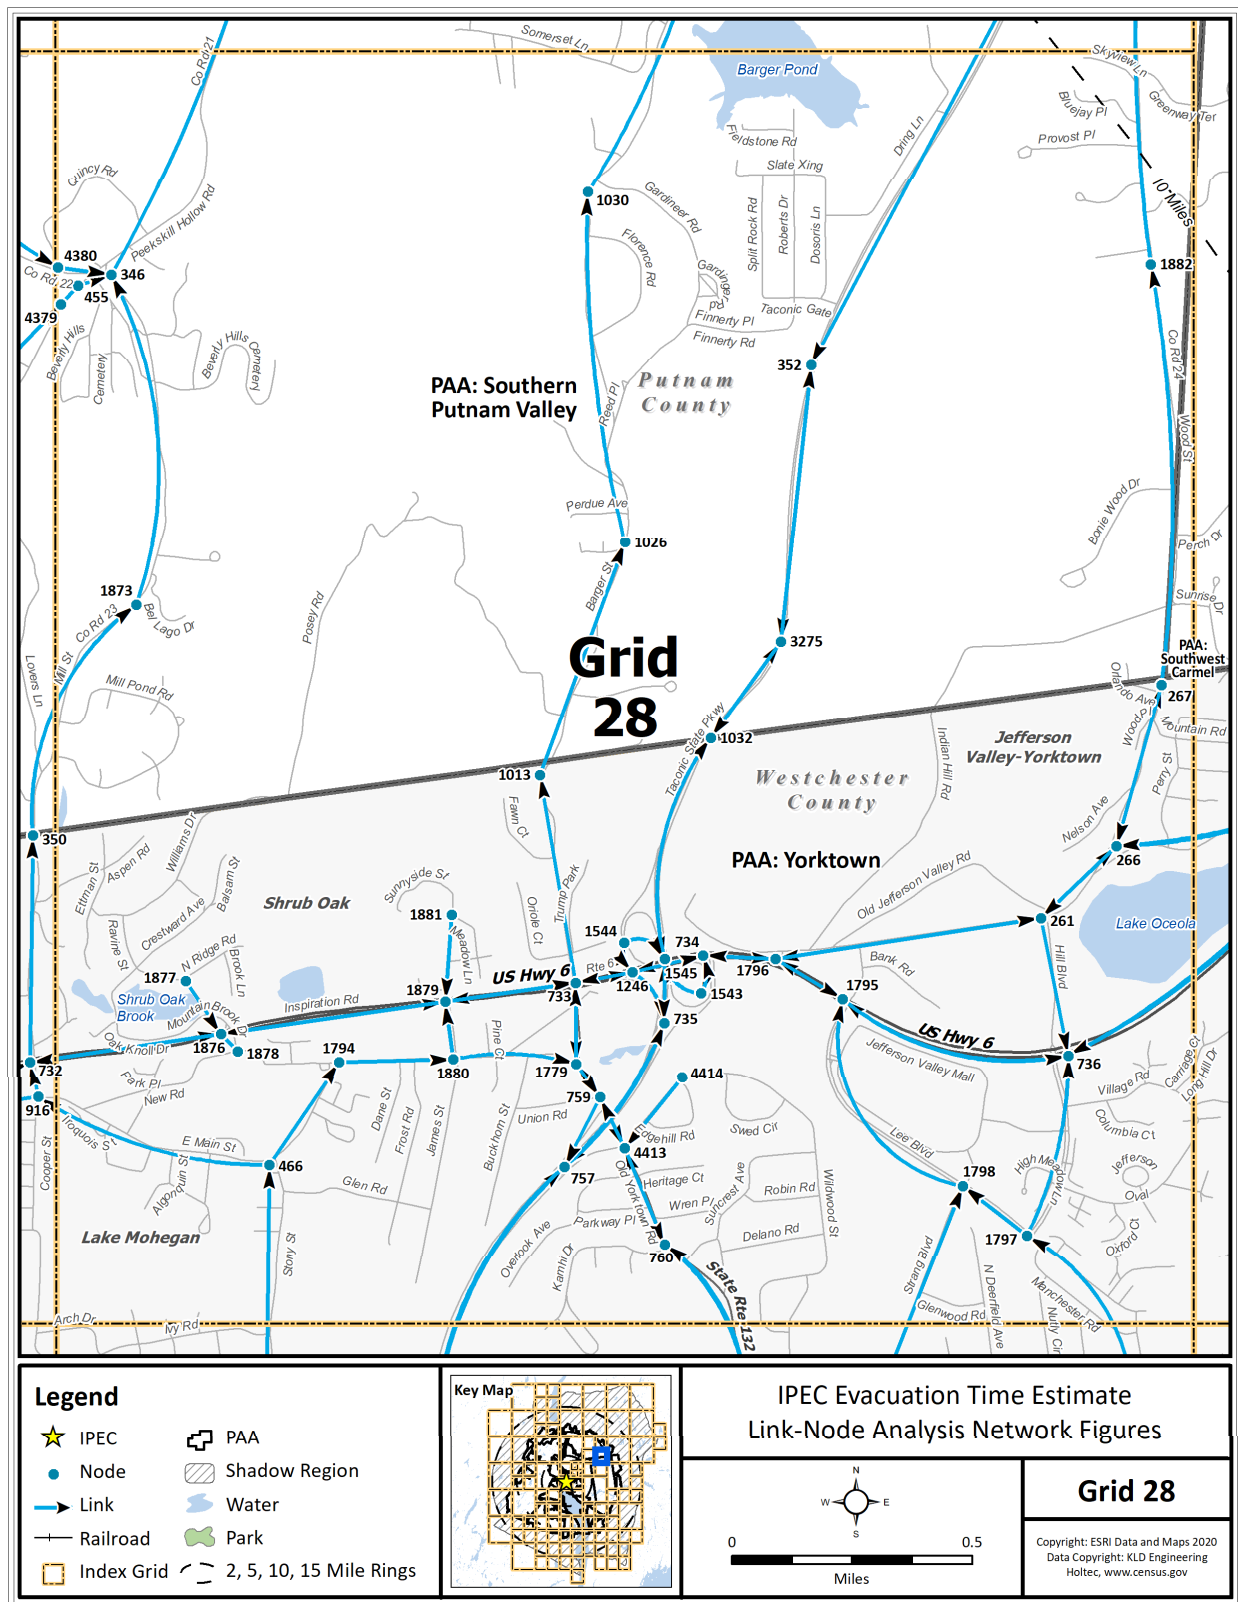 Co Rd 21
Somerset Ln
Barger Pond
Skyview Ln
Greenway Ter
Bluejay Pl
Provost Pl
Dring Ln
Fieldstone Rd
Slate Xing
10-Miles
Quincy Rd
Peekskill Hollow Rd
1030
Gardineer Rd
Florence Rd
Split Rock Rd
Roberts Dr
Dosoris Ln
4380
346
Co Rd 22
455
4379
1882
Gardineer Rd
Taconic Gate
Finnerty Pl
Finnerty Rd
Beverly Hills
Cemetery
Beverly Hills Cemetery
352
Co Rd 24
PAA: Southern
Putnam Valley
Putnam
County
Reed Pl
Wood St
Perdue Ave
1026
Bonie Wood Dr
Perch Dr
Barger St
1873
Bel Lago Dr
Co Rd 23
Posey Rd
Sunrise Dr
Grid
28
3275
PAA:
Southwest
Carmel
Lovers Ln
Mill St
Mill Pond Rd
Orlando Ave
267
Wood Pl
Mountain Rd
Taconic State Pkwy
1032
Indian Hill Rd
Jefferson
Valley-Yorktown
1013
Westchester
County
Perry St
Fawn Ct
Nelson Ave
350
Williams Dr
Aspen Rd
Ettman St
266
PAA: Yorktown
Old Jefferson Valley Rd
Balsam St
Sunnyside St
Trump Park
Shrub Oak
1881
Oriole Ct
Crestward Ave
Ravine St
Meadow Ln
261
Lake Oceola
1544
734
N Ridge Rd
Brook Ln
1877
US Hwy 6
Rte 6
1545
1796
Bank Rd
Hill Blvd
1246
733
1543
1795
1879
Shrub Oak
Brook
Inspiration Rd
Mountain Brook Dr
735
US Hwy 6
Oak Knoll Dr
1876
1878
1794
Pine Ct
1880
1779
732
736
Jefferson Valley Mall
Park Pl
New Rd
4414
759
Village Rd
Carriage Ct
Long Hill Dr
916
Iroquois St
Dane St
Frost Rd
James St
Buckhorn St
Union Rd
Edgehill Rd
Swed Cir
Columbia Ct
E Main St
4413
Lee Blvd
466
757
Cooper St
Algonquin St
Glen Rd
Heritage Ct
Old Yorktown Rd
Wren Pl
Suncrest Ave
Robin Rd
Wildwood St
1798
High Meadow Ln
Jefferson
Oval
Oxford Ct
Lake Mohegan
Stony St
Overlook Ave
Parkway Pl
Delano Rd
1797
Kamhi Dr
760
State Rte 132
Strang Blvd
N Deerfield Ave
Manchester Rd
Glenwood Rd
Nutly Cir
Arch Dr
Ivy Rd
Legend
IPEC
Node
Link
Railroad
Index Grid
PAA
Shadow Region
Water
Park
2, 5, 10, 15 Mile Rings
Key Map
IPEC Evacuation Time Estimate
Link-Node Analysis Network Figures
N
W E
S
0 0.5
Miles
Grid 28
Copyright: ESRI Data and Maps 2020
Data Copyright: KLD Engineering
Holtec, www.census.gov